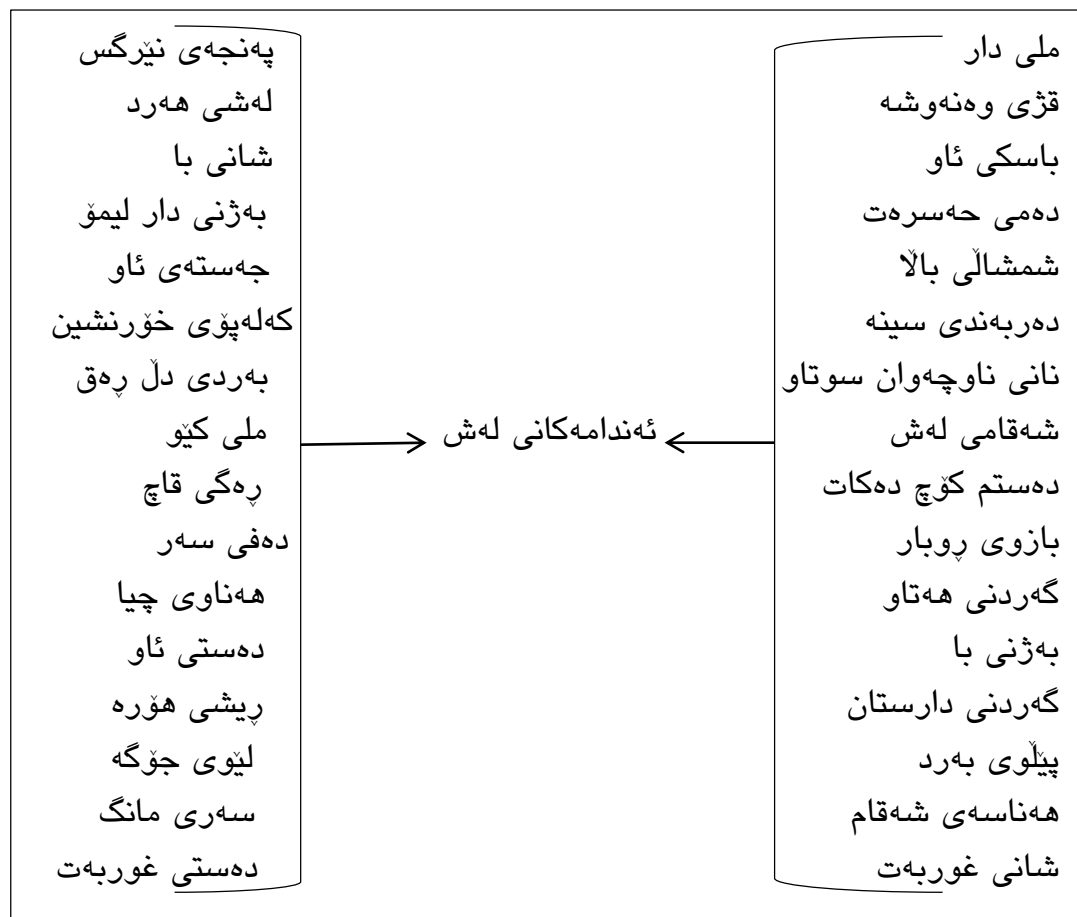 ملی دار
قژی وەنەوشە
باسکی ئاو
دەمی حەسرەت
شمشاڵی باڵا
دەربەندی سینە
نانی ناوچەوان سوتاو
شەقامی لەش
دەستم کۆچ دەکات
بازوی ڕوبار
گەردنی هەتاو
بەژنی با
گەردنی دارستان
پێڵوی بەرد
هەناسەی شەقام
شانی غوربەت
ئەندامەکانی لەش
پەنجەی نێرگس
لەشی هەرد
شانی با
بەژنی دار لیمۆ
جەستەی ئاو
کەلەپۆی خۆرنشین
بەردی دڵ ڕەق
ملی کێو
ڕەگی قاچ
دەفی سەر
هەناوی چیا
دەستی ئاو
ڕیشی هۆرە
لێوی جۆگە
سەری مانگ
دەستی غوربەت